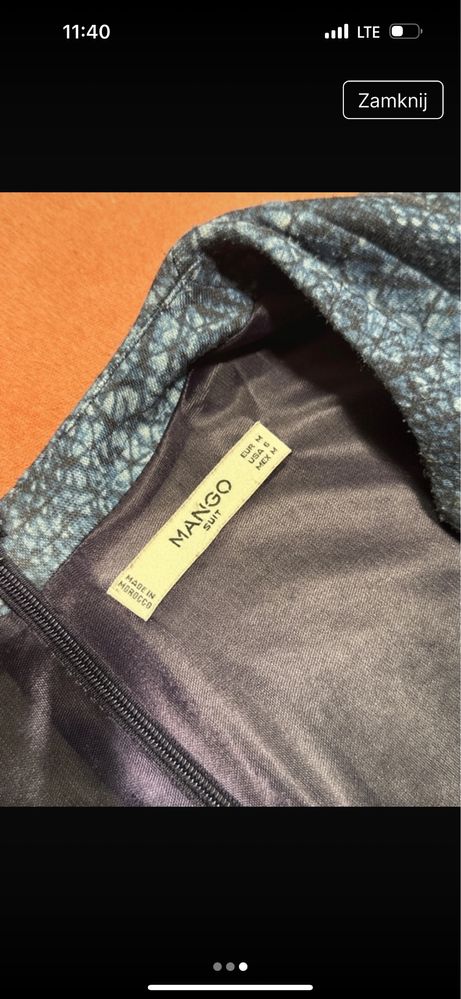 11:40
LTE
Zamknij
EUR M
USA 6
MEX M
MANGO
SUIT
MADE IN
MOROCCO